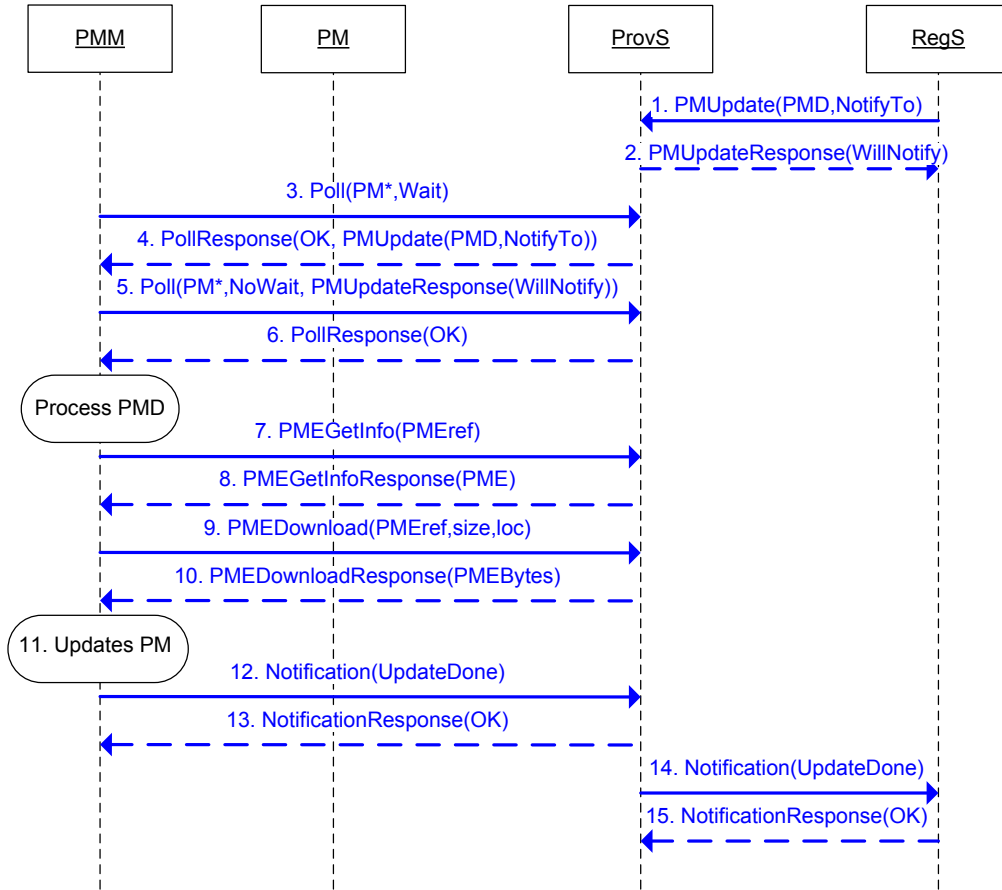 PMM
PM
ProvS
RegS
1. PMUpdate(PMD,NotifyTo)
2. PMUpdateResponse(WillNotify)
3. Poll(PM*,Wait)
4. PollResponse(OK, PMUpdate(PMD,NotifyTo))
5. Poll(PM*,NoWait, PMUpdateResponse(WillNotify))
6. PollResponse(OK)
Process PMD
7. PMEGetInfo(PMEref)
8. PMEGetInfoResponse(PME)
9. PMEDownload(PMEref,size,loc)
10. PMEDownloadResponse(PMEBytes)
11. Updates PM
12. Notification(UpdateDone)
13. NotificationResponse(OK)
14. Notification(UpdateDone)
15. NotificationResponse(OK)